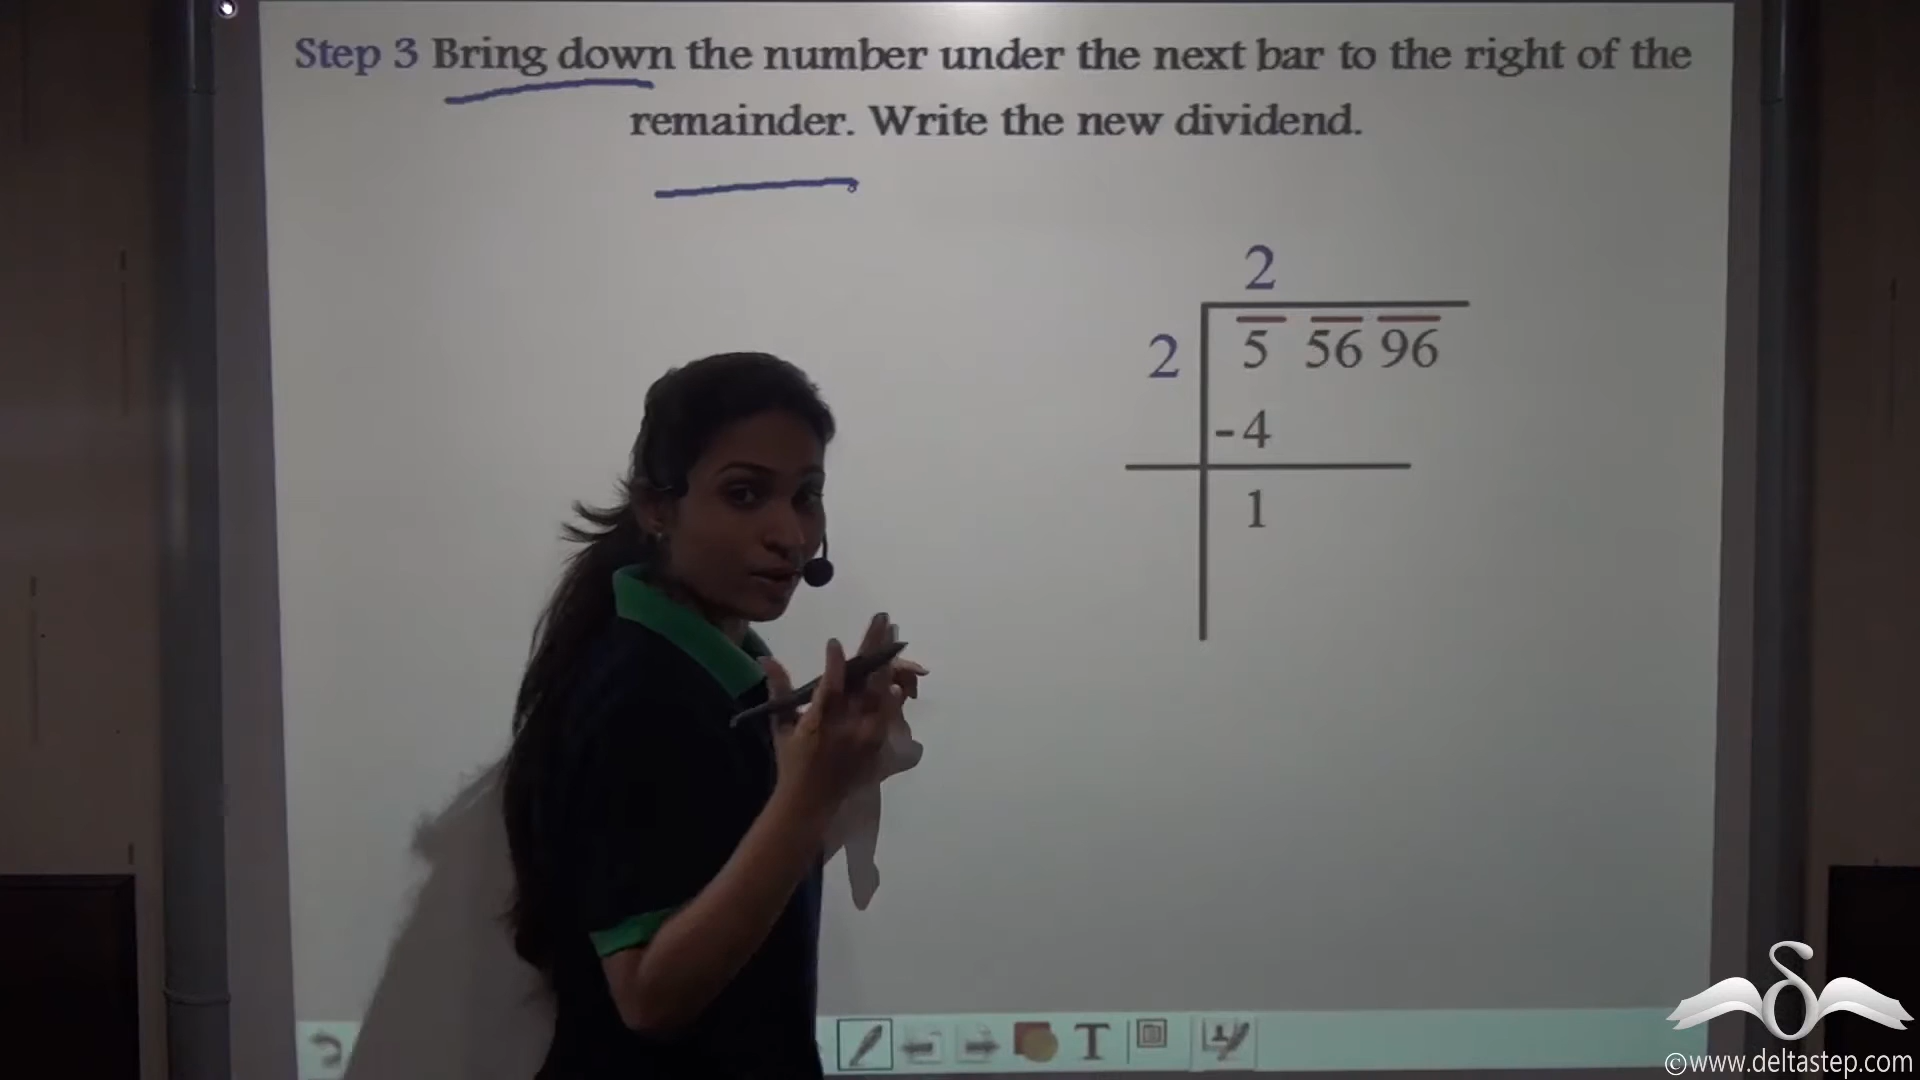 Step 3 Bring down the number under the next bar to the right of the
remainder. Write the new dividend.
2
2 5 56 96
-4
1
T
©www.deltastep.com